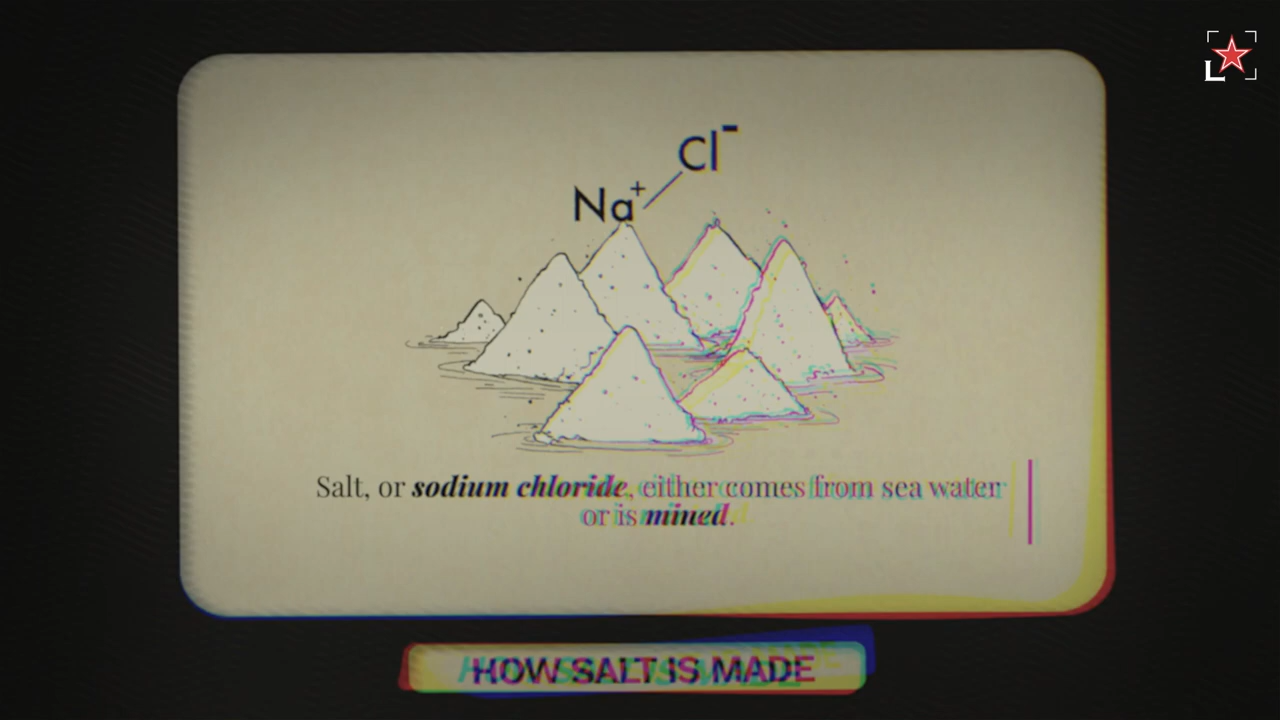 Cl⁻
Na⁺
Salt, or sodium chloride, either comes from sea water
or is mined.
HOW SALT IS MADE
L